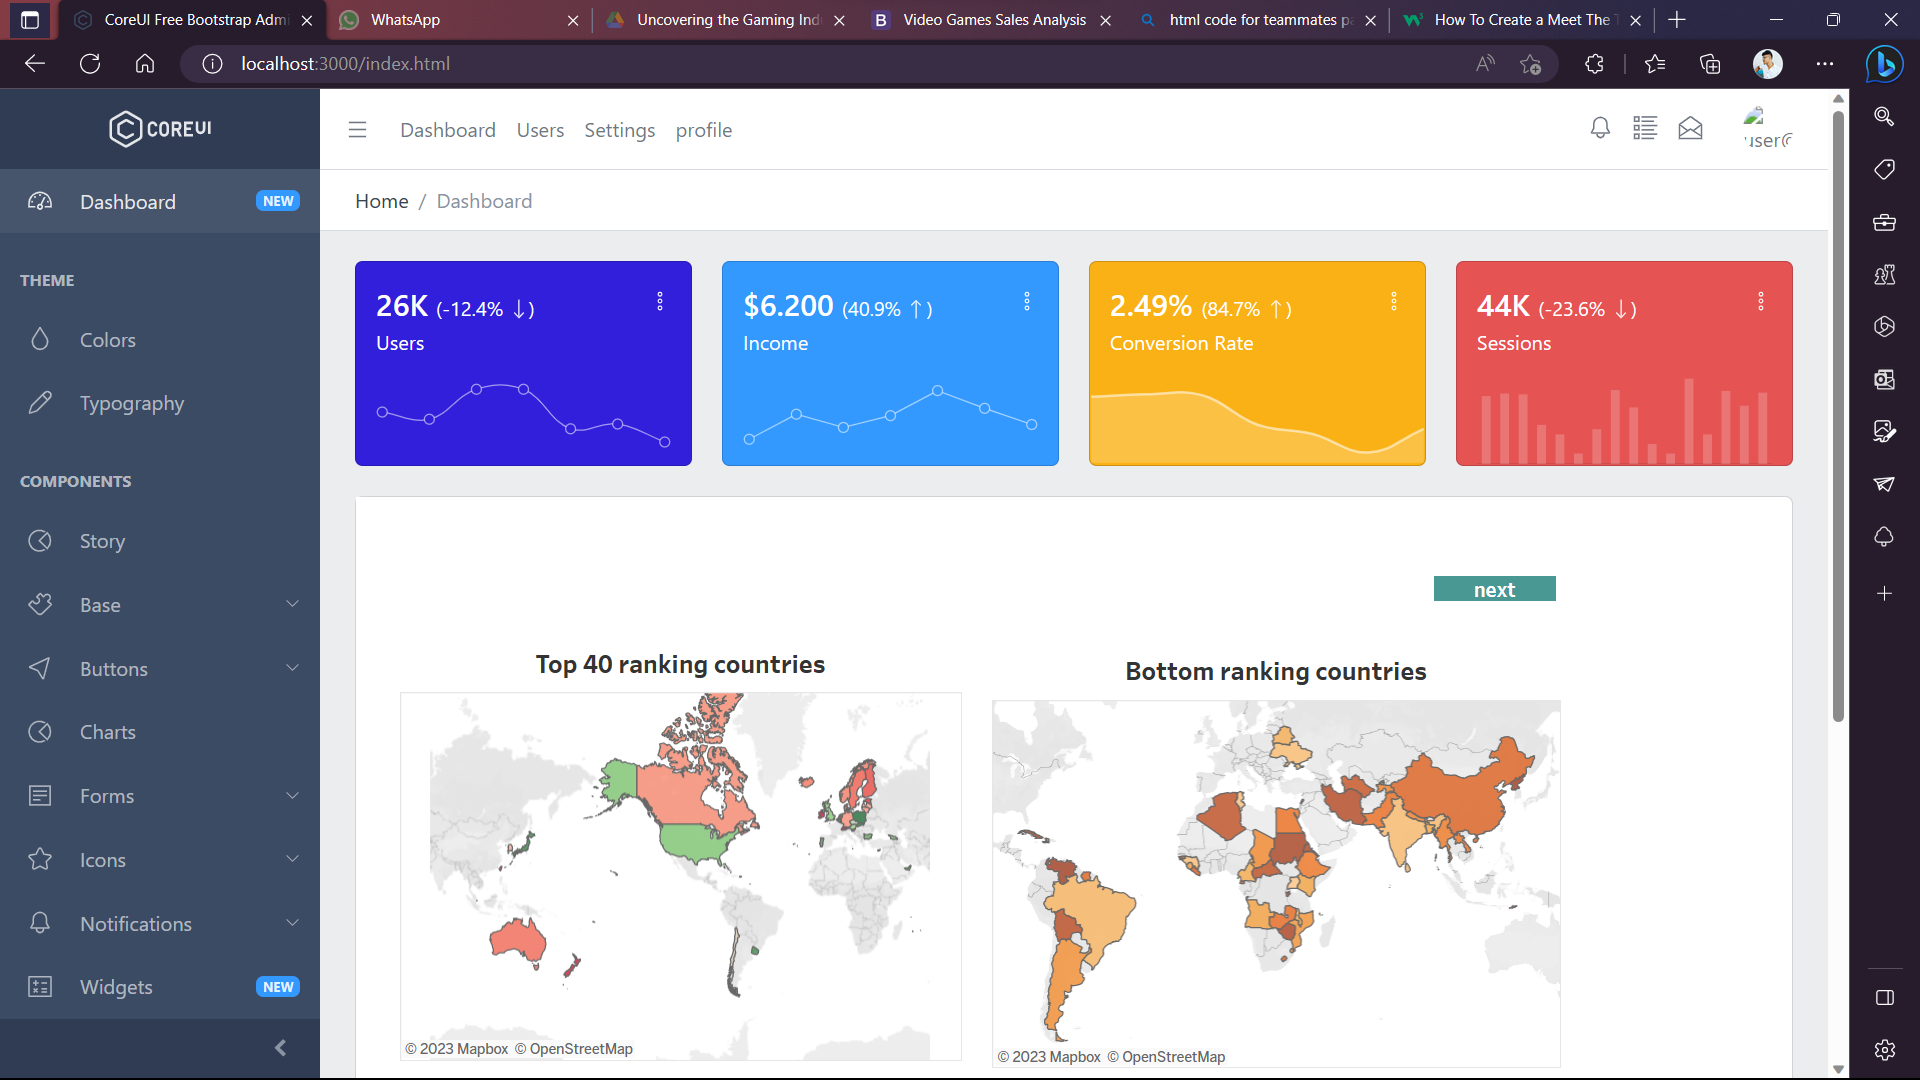 CoreUI Free Bootstrap Admi
WhatsApp
Uncovering the Gaming Ind
B Video Games Sales Analysis
html code for teammates pa
How To Create a Meet The T
localhost:3000/index.html
COREUI
Dashboard Users Settings profile
user@
Dashboard NEW
Home / Dashboard
THEME
Colors
Typography
COMPONENTS
Story
Base
Buttons
Charts
Forms
Icons
Notifications
Widgets NEW
26K (-12.4% ↓)
Users
$6.200 (40.9% ↑)
Income
2.49% (84.7% ↑)
Conversion Rate
44K (-23.6% ↓)
Sessions
next
Top 40 ranking countries
Bottom ranking countries
© 2023 Mapbox © OpenStreetMap
© 2023 Mapbox © OpenStreetMap